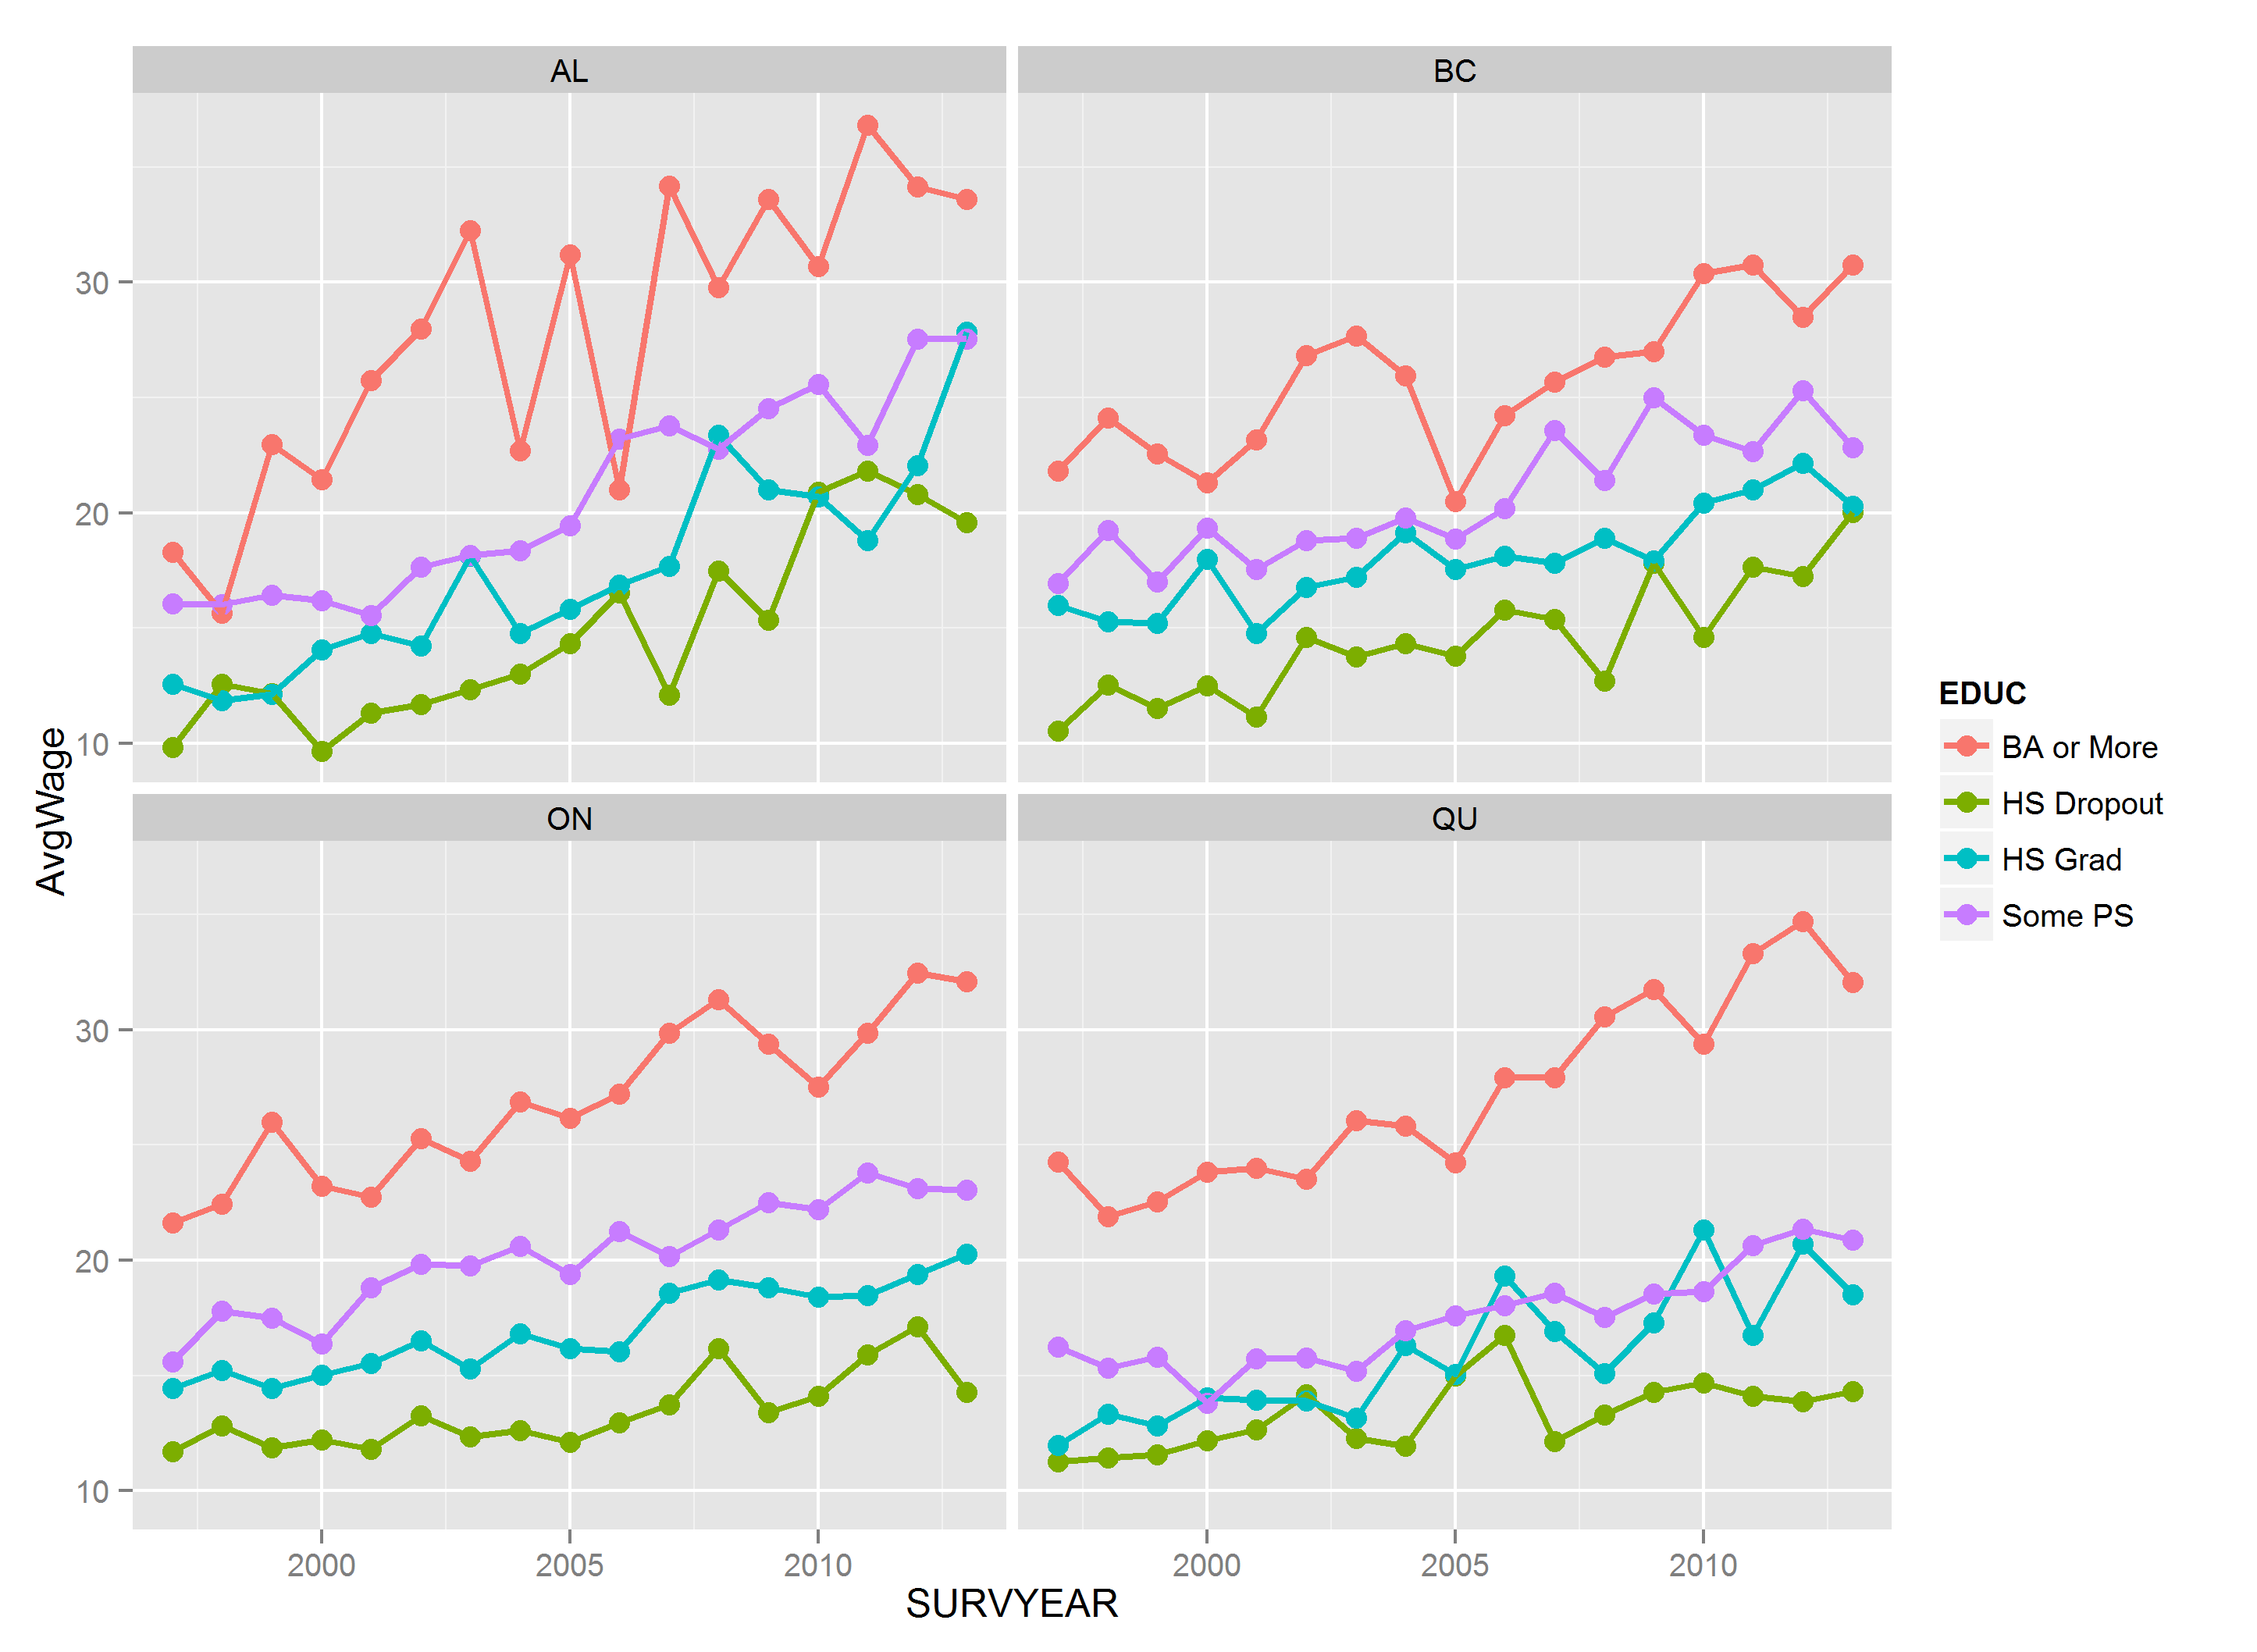 AL
BC
30
20
10
ON
QU
30
20
10
2000
2005
2010
2000
2005
2010
SURVYEAR
AvgWage
EDUC
BA or More
HS Dropout
HS Grad
Some PS